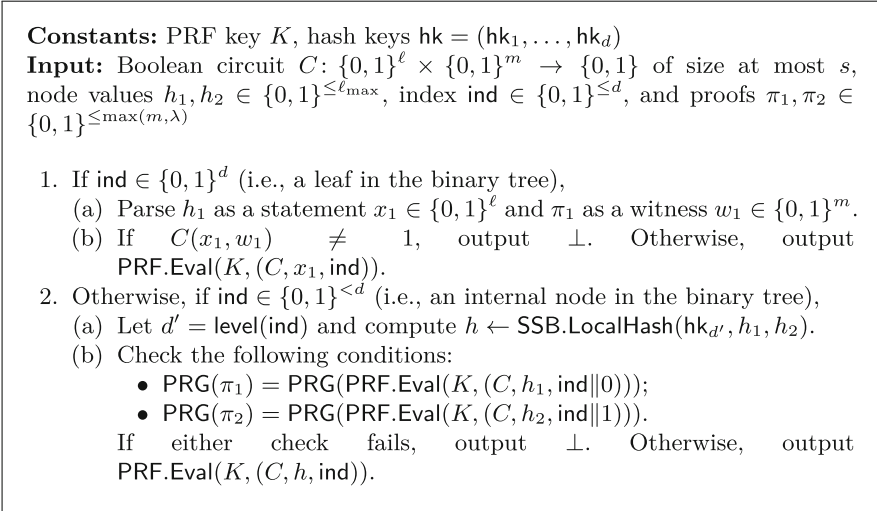 Constants: PRF key K, hash keys hk = (hk₁, . . . , hk_d)
Input: Boolean circuit C: {0, 1}^ℓ × {0, 1}^m → {0, 1} of size at most s,
node values h₁, h₂ ∈ {0, 1}^{≤ℓ_max}, index ind ∈ {0, 1}^{≤d}, and proofs π₁, π₂ ∈
{0, 1}^{≤max(m,λ)}
1. If ind ∈ {0, 1}^d (i.e., a leaf in the binary tree),
(a) Parse h₁ as a statement x₁ ∈ {0, 1}^ℓ and π₁ as a witness w₁ ∈ {0, 1}^m.
(b) If C(x₁, w₁) ≠ 1, output ⊥. Otherwise, output
PRF.Eval(K, (C, x₁, ind)).
2. Otherwise, if ind ∈ {0, 1}^{<d} (i.e., an internal node in the binary tree),
(a) Let d′ = level(ind) and compute h ← SSB.LocalHash(hk_{d′}, h₁, h₂).
(b) Check the following conditions:
• PRG(π₁) = PRG(PRF.Eval(K, (C, h₁, ind‖0)));
• PRG(π₂) = PRG(PRF.Eval(K, (C, h₂, ind‖1))).
If either check fails, output ⊥. Otherwise, output
PRF.Eval(K, (C, h, ind)).